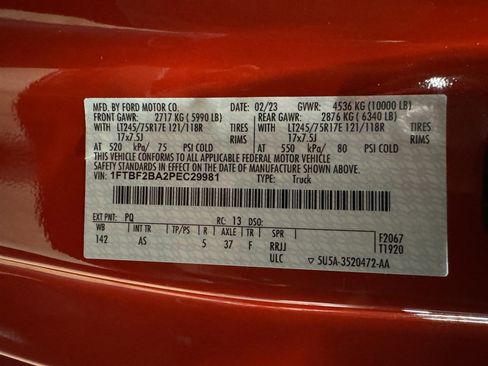 MFD. BY FORD MOTOR CO. 02/23 GVWR: 4536 KG (10000 LB)
FRONT GAWR: 2717 KG (5990 LB) REAR GAWR: 2876 KG (6340 LB)
WITH LT245/75R17E 121/118R TIRES WITH LT245/75R17E 121/118R TIRES
17x7.5J RIMS 17x7.5J RIMS
AT 520 kPa/ 75 PSI COLD AT 550 kPa/ 80 PSI COLD
THIS VEHICLE CONFORMS TO ALL APPLICABLE FEDERAL MOTOR VEHICLE
SAFETY STANDARDS IN EFFECT ON THE DATE OF MANUFACTURE SHOWN ABOVE.
VIN: 1FTBF2BA2PEC29981 TYPE: Truck
EXT PNT: PQ RC: 13 DSO:
WB INT TR TP/PS R AXLE TR SPR F2067
142 AS 5 37 F RRJJ T1920
ULC ▽ 5U5A-3520472-AA